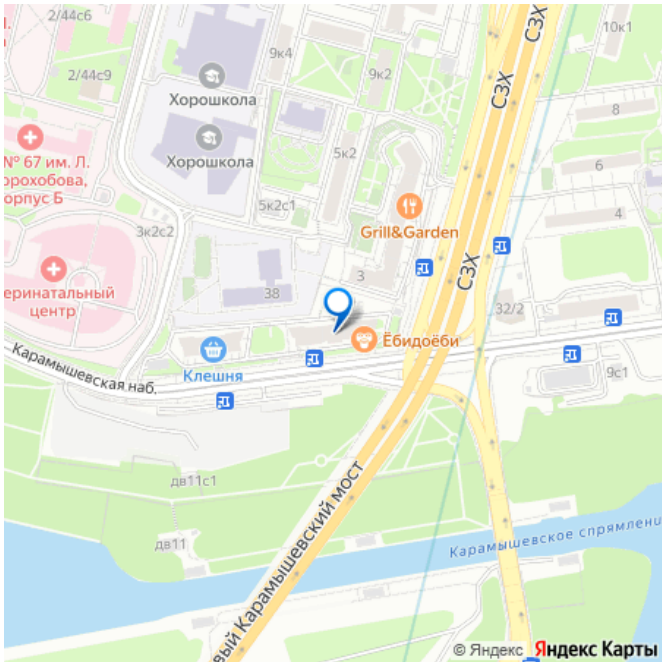 2/44с6
2/44с9
9к4
9к2
10к1
СЗХ
СЗХ
Хорошкола
Хорошкола
8
6
4
№ 67 им. Л.
орохобова,
орпус Б
5к2
5к2с1
3к2с2
Grill&Garden
СЗХ
3
38
32/2
еринатальный
центр
Ёбидоёби
Клешня
Карамышевская наб.
9с1
дв11с1
дв11
Карамышевское спрямлени
вый Карамышевский мост
© Яндекс Яндекс Карты